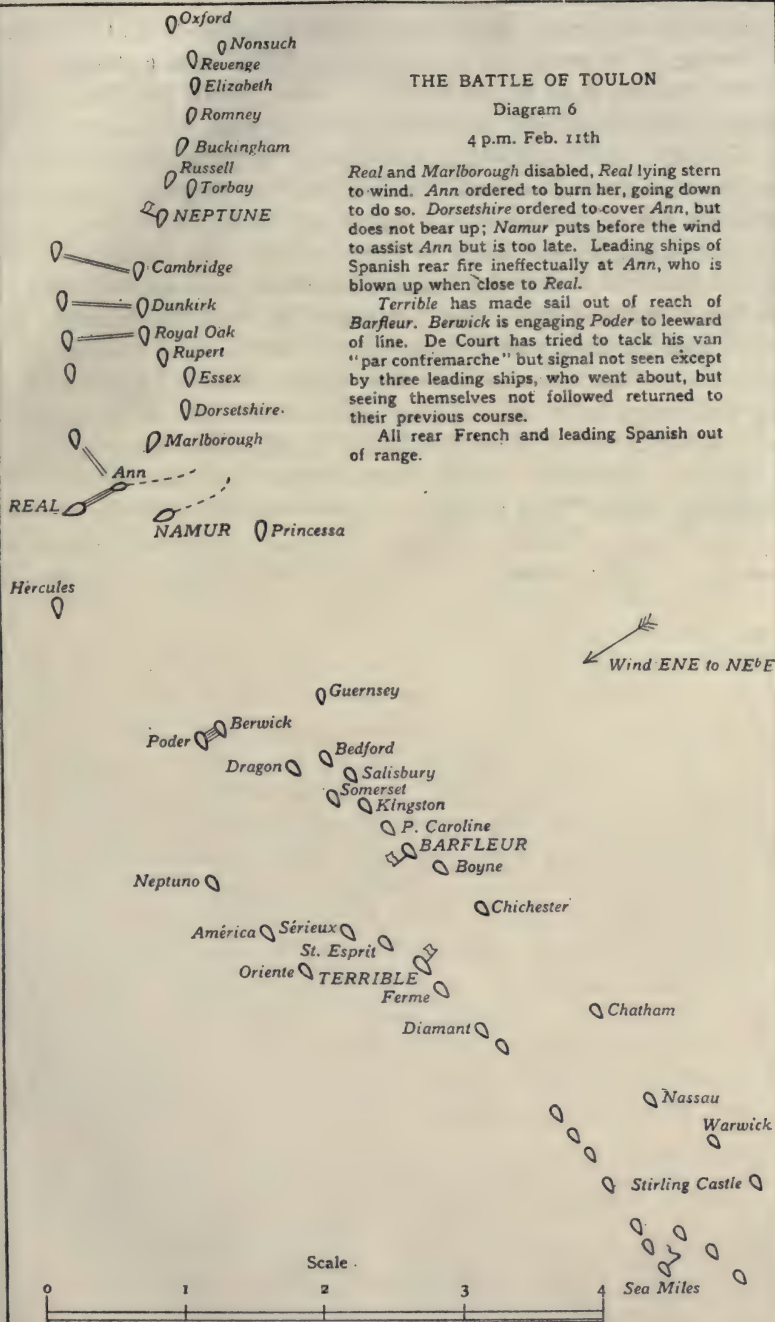 Oxford
Nonsuch
Revenge
Elizabeth
Romney
Buckingham
Russell
Torbay
NEPTUNE
Cambridge
Dunkirk
Royal Oak
Rupert
Essex
Dorsetshire
Marlborough
Ann
REAL
NAMUR
Princessa
THE BATTLE OF TOULON
Diagram 6
4 p.m. Feb. 11th
Real and Marlborough disabled, Real lying stern
to wind. Ann ordered to burn her, going down
to do so. Dorsetshire ordered to cover Ann, but
does not bear up; Namur puts before the wind
to assist Ann but is too late. Leading ships of
Spanish rear fire ineffectually at Ann, who is
blown up when close to Real.
Terrible has made sail out of reach of
Barfleur. Berwick is engaging Poder to leeward
of line. De Court has tried to tack his van
"par contremarche" but signal not seen except
by three leading ships, who went about, but
seeing themselves not followed returned to
their previous course.
All rear French and leading Spanish out
of range.
Hercules
Wind ENE to NEbE
Guernsey
Berwick
Poder
Bedford
Dragon
Salisbury
Somerset
Kingston
P. Caroline
BARFLEUR
Boyne
Neptuno
Chichester
América
Sérieux
St. Esprit
Oriente
TERRIBLE
Ferme
Chatham
Diamant
Nassau
Warwick
Stirling Castle
Scale
0 1 2 3 4
Sea Miles